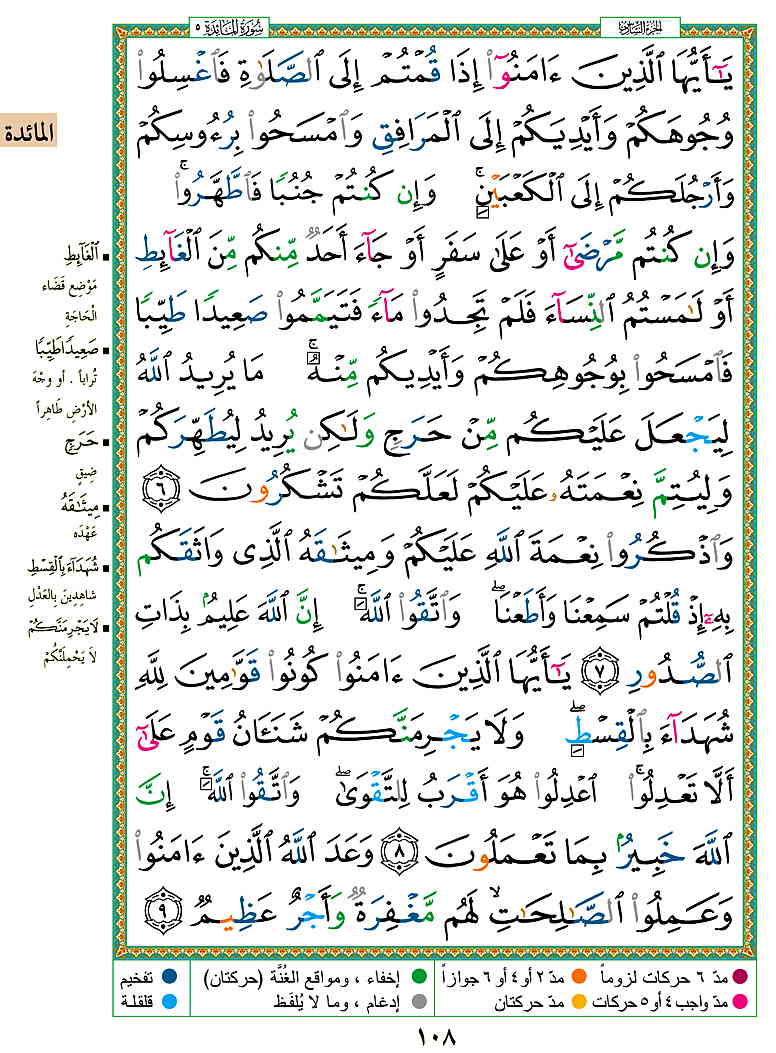 سُورَةُ المَائدَة ٥
الجزء السادس
يَـٰٓأَيُّهَا ٱلَّذِينَ ءَامَنُوٓا۟ إِذَا قُمْتُمْ إِلَى ٱلصَّلَوٰةِ فَٱغْسِلُوا۟
وُجُوهَكُمْ وَأَيْدِيَكُمْ إِلَى ٱلْمَرَافِقِ وَٱمْسَحُوا۟ بِرُءُوسِكُمْ
وَأَرْجُلَكُمْ إِلَى ٱلْكَعْبَيْنِ ۚ وَإِن كُنتُمْ جُنُبًا فَٱطَّهَّرُوا۟ ۚ
وَإِن كُنتُم مَّرْضَىٰٓ أَوْ عَلَىٰ سَفَرٍ أَوْ جَآءَ أَحَدٌ مِّنكُم مِّنَ ٱلْغَآئِطِ
أَوْ لَـٰمَسْتُمُ ٱلنِّسَآءَ فَلَمْ تَجِدُوا۟ مَآءً فَتَيَمَّمُوا۟ صَعِيدًا طَيِّبًا
فَٱمْسَحُوا۟ بِوُجُوهِكُمْ وَأَيْدِيكُم مِّنْهُ ۚ مَا يُرِيدُ ٱللَّهُ
لِيَجْعَلَ عَلَيْكُم مِّنْ حَرَجٍ وَلَـٰكِن يُرِيدُ لِيُطَهِّرَكُمْ
وَلِيُتِمَّ نِعْمَتَهُۥ عَلَيْكُمْ لَعَلَّكُمْ تَشْكُرُونَ ٦
وَٱذْكُرُوا۟ نِعْمَةَ ٱللَّهِ عَلَيْكُمْ وَمِيثَـٰقَهُ ٱلَّذِى وَاثَقَكُم
بِهِۦٓ إِذْ قُلْتُمْ سَمِعْنَا وَأَطَعْنَا ۖ وَٱتَّقُوا۟ ٱللَّهَ ۚ إِنَّ ٱللَّهَ عَلِيمٌۢ بِذَاتِ
ٱلصُّدُورِ ٧ يَـٰٓأَيُّهَا ٱلَّذِينَ ءَامَنُوا۟ كُونُوا۟ قَوَّٰمِينَ لِلَّهِ
شُهَدَآءَ بِٱلْقِسْطِ ۖ وَلَا يَجْرِمَنَّكُمْ شَنَـَٔانُ قَوْمٍ عَلَىٰٓ
أَلَّا تَعْدِلُوا۟ ۚ ٱعْدِلُوا۟ هُوَ أَقْرَبُ لِلتَّقْوَىٰ ۖ وَٱتَّقُوا۟ ٱللَّهَ ۚ إِنَّ
ٱللَّهَ خَبِيرٌۢ بِمَا تَعْمَلُونَ ٨ وَعَدَ ٱللَّهُ ٱلَّذِينَ ءَامَنُوا۟
وَعَمِلُوا۟ ٱلصَّـٰلِحَـٰتِ ۙ لَهُم مَّغْفِرَةٌ وَأَجْرٌ عَظِيمٌ ٩
المائدة
ٱلْغَآئِطِ
مَوْضِعِ قَضَاء
الْحَاجَةِ
صَعِيدًا طَيِّبًا
تُراباً . أو وجْهَ
الأرْضِ طَاهِراً
حَرَجٍ
ضِيقٍ
مِيثَـٰقَهُ
عَهْدَه
شُهَدَآءَ بِٱلْقِسْطِ
شاهِدِينَ بِالعَدْلِ
لَا يَجْرِمَنَّكُمْ
لاَ يَحْمِلَنَّكُمْ
مدّ ٦ حركات لزوماً
مدّ ٢ أو ٤ أو ٦ جوازاً
إخفاء ، ومواقع الغُنَّة (حركتان)
تفخيم
مدّ واجب ٤ أو ٥ حركات
مدّ حركتان
إدغام ، وما لا يُلفَظ
قلقلة
١٠٨